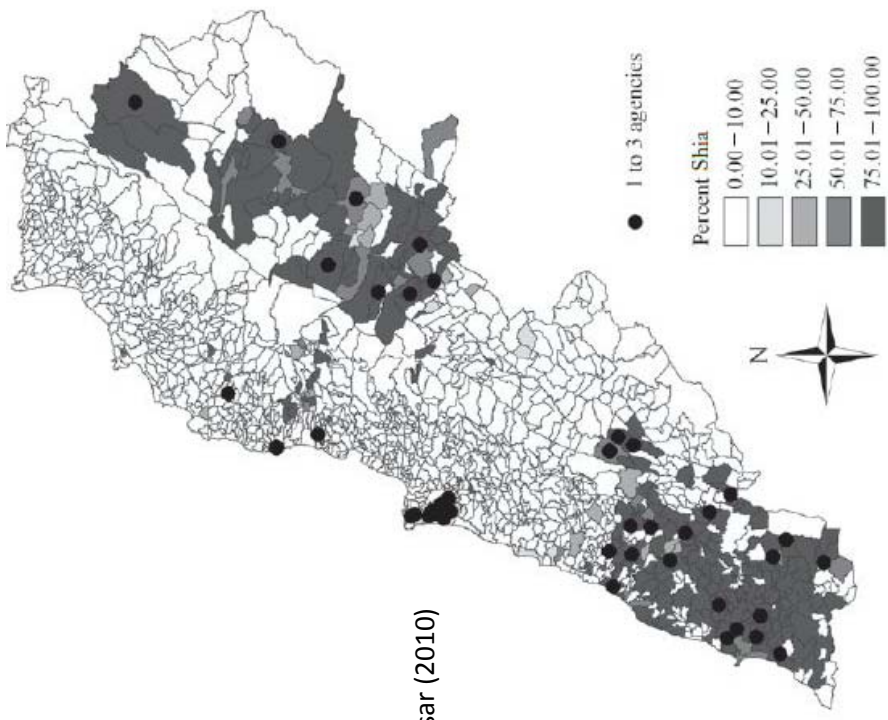 sar (2010)
N
1 to 3 agencies
Percent Shia
0.00–10.00
10.01–25.00
25.01–50.00
50.01–75.00
75.01–100.00